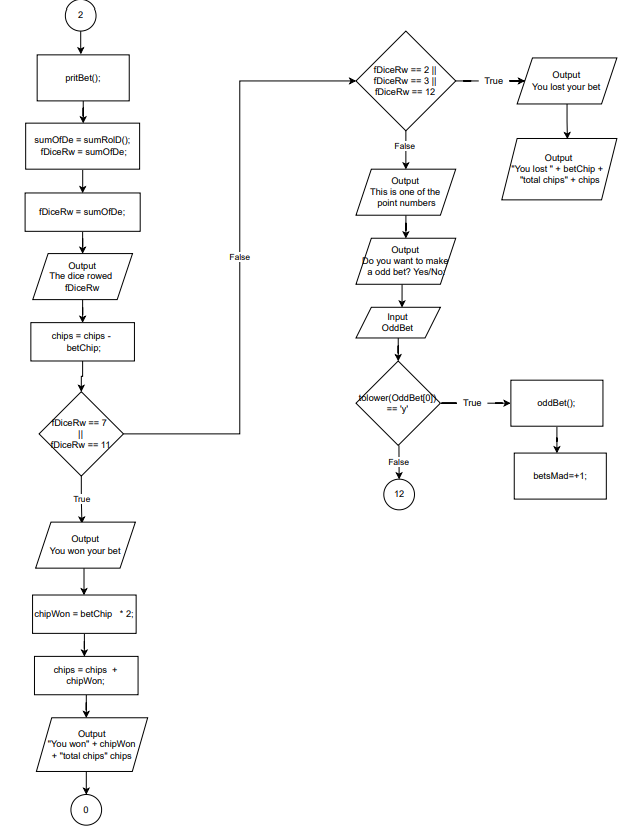 2
pritBet();
sumOfDe = sumRolD();
fDiceRw = sumOfDe;
fDiceRw = sumOfDe;
Output
The dice rowed
fDiceRw
chips = chips -
betChip;
fDiceRw == 7
||
fDiceRw == 11
False
True
Output
You won your bet
chipWon = betChip * 2;
chips = chips +
chipWon;
Output
"You won" + chipWon
+ "total chips" chips
0
fDiceRw == 2 ||
fDiceRw == 3 ||
fDiceRw == 12
True
Output
You lost your bet
Output
"You lost " + betChip +
"total chips" + chips
False
Output
This is one of the
point numbers
Output
Do you want to make
a odd bet? Yes/No
Input
OddBet
tolower(OddBet[0])
== 'y'
True
oddBet();
betsMad=+1;
False
12